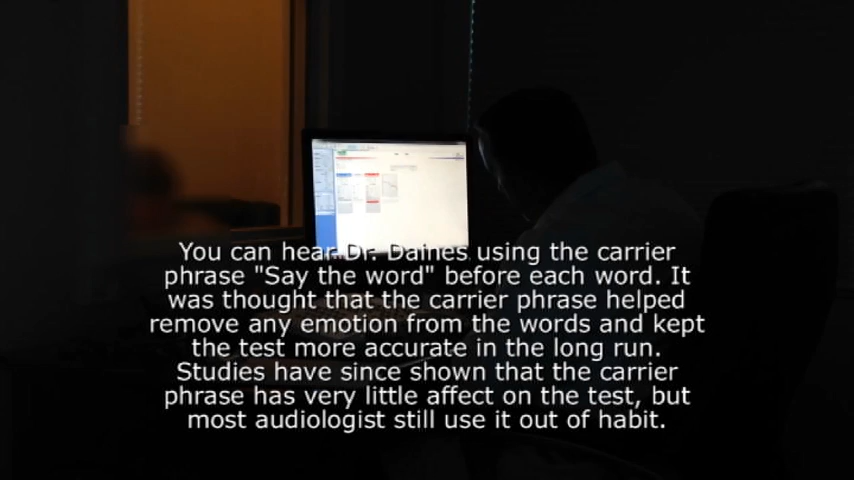 You can hear Dr. Daines using the carrier
phrase "Say the word" before each word. It
was thought that the carrier phrase helped
remove any emotion from the words and kept
the test more accurate in the long run.
Studies have since shown that the carrier
phrase has very little affect on the test, but
most audiologist still use it out of habit.